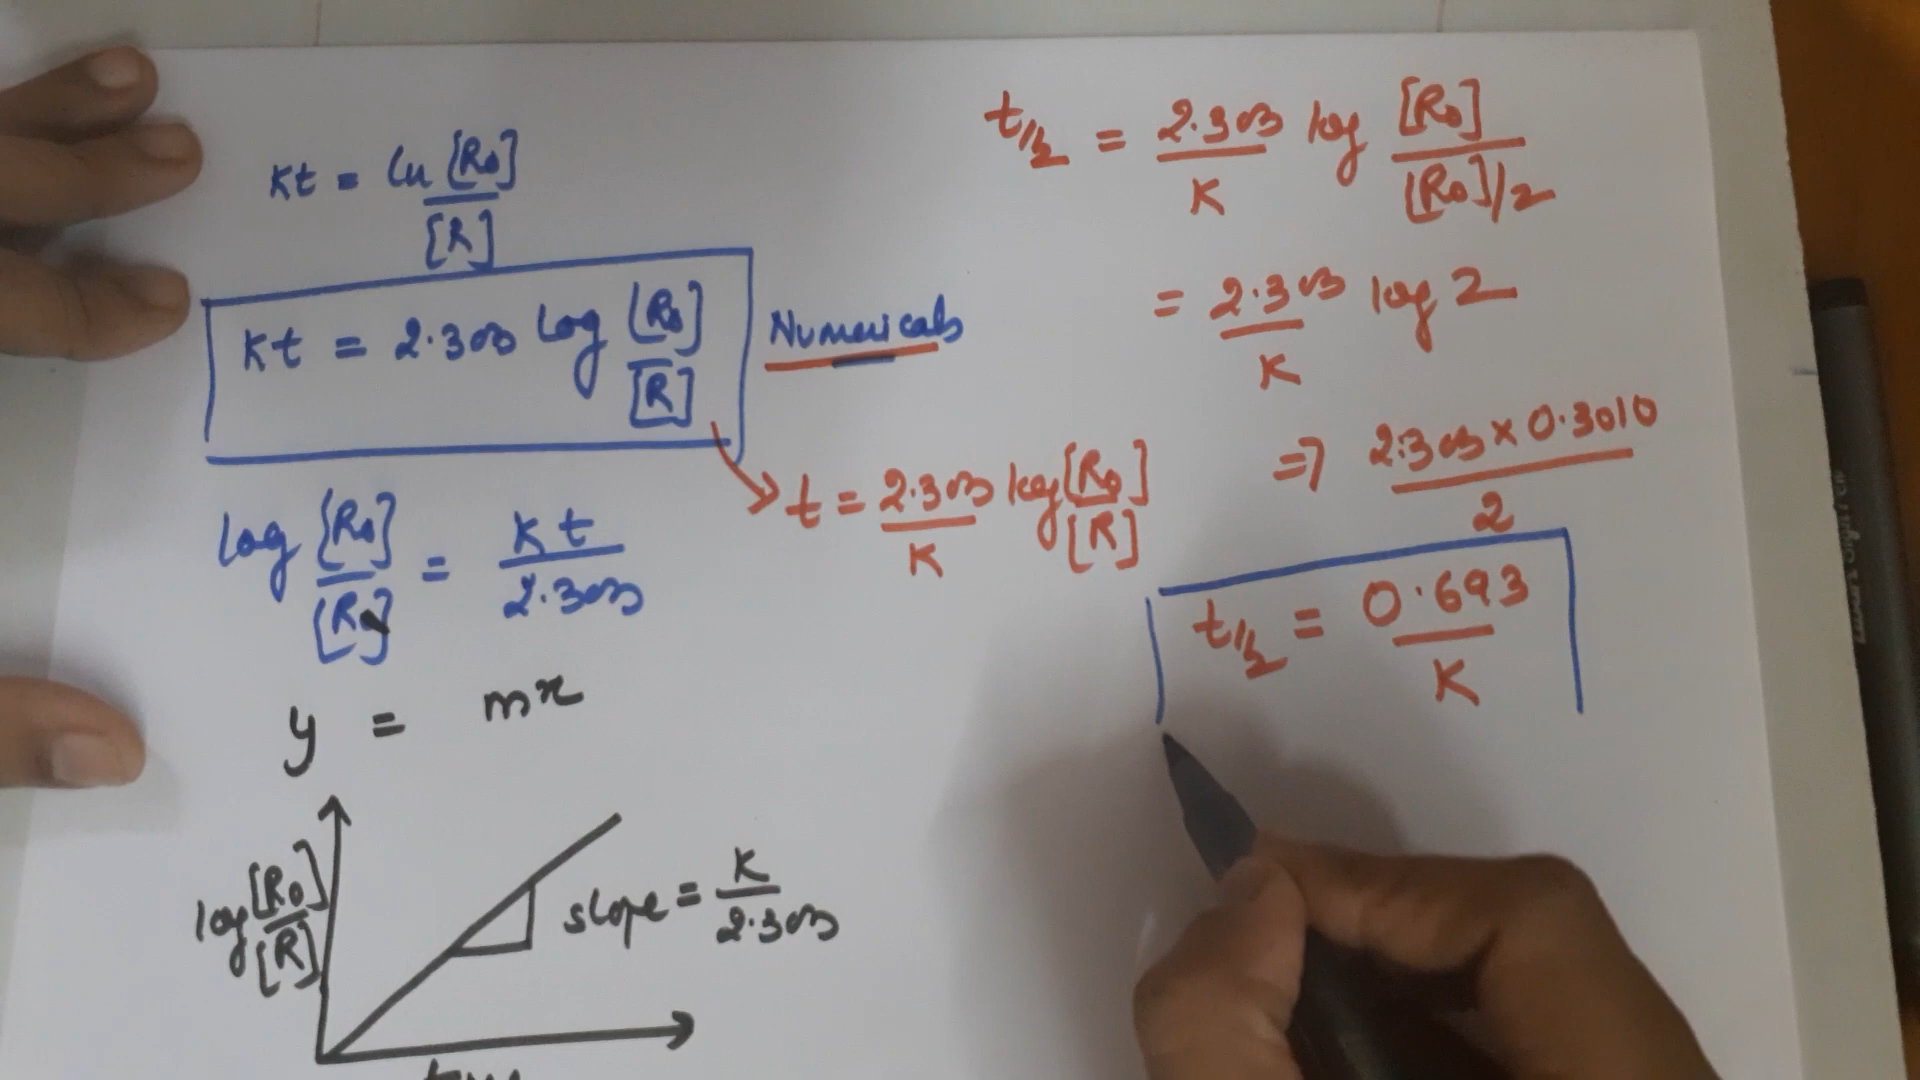 Kt = ln [R0]
[R]
Kt = 2.303 log [R0]
[R]
Numericals
log [R0] = Kt
[R] 2.303
y = mx
log [R0]
[R]
slope = K
2.303
t = 2.303 log [R0]
K [R]
t1/2 = 2.303 log [R0]
K [R0]/2
= 2.303 log 2
K
⇒ 2.303 × 0.3010
2
t1/2 = 0.693
K